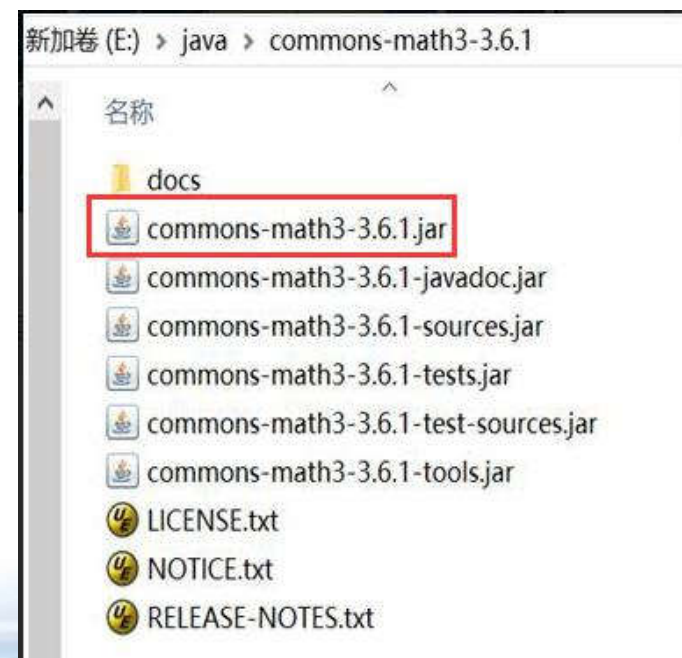 新加卷 (E:) > java > commons-math3-3.6.1
名称
docs
commons-math3-3.6.1.jar
commons-math3-3.6.1-javadoc.jar
commons-math3-3.6.1-sources.jar
commons-math3-3.6.1-tests.jar
commons-math3-3.6.1-test-sources.jar
commons-math3-3.6.1-tools.jar
LICENSE.txt
NOTICE.txt
RELEASE-NOTES.txt